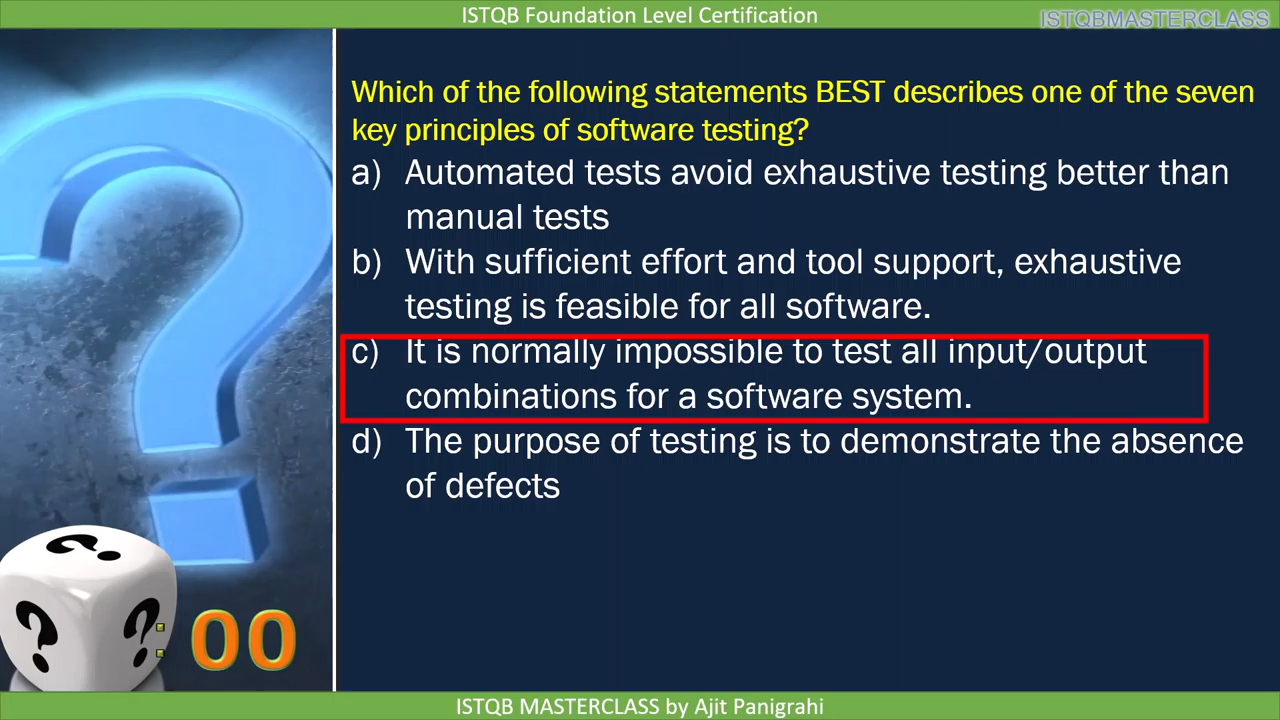 ISTQB Foundation Level Certification
ISTQBMASTERCLASS
Which of the following statements BEST describes one of the seven
key principles of software testing?
a) Automated tests avoid exhaustive testing better than
manual tests
b) With sufficient effort and tool support, exhaustive
testing is feasible for all software.
c) It is normally impossible to test all input/output
combinations for a software system.
d) The purpose of testing is to demonstrate the absence
of defects
: 00
ISTQB MASTERCLASS by Ajit Panigrahi